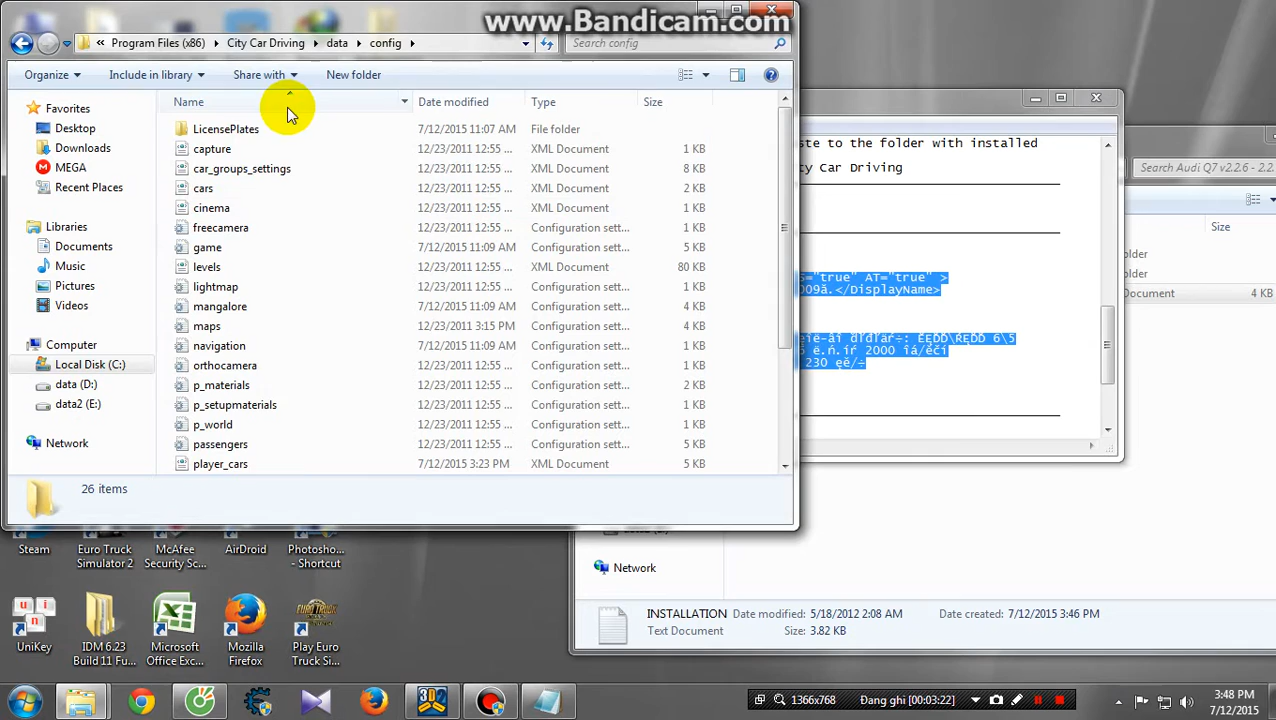 www.Bandicam.com
« Program Files (x86) ▸ City Car Driving ▸ data ▸ config ▸
Search config
Organize Include in library Share with New folder
Name Date modified Type Size
Favorites
Desktop
Downloads
MEGA
Recent Places
Libraries
Documents
Music
Pictures
Videos
Computer
Local Disk (C:)
data (D:)
data2 (E:)
Network
LicensePlates 7/12/2015 11:07 AM File folder
capture 12/23/2011 12:55 ... XML Document 1 KB
car_groups_settings 12/23/2011 12:55 ... XML Document 8 KB
cars 12/23/2011 12:55 ... XML Document 2 KB
cinema 12/23/2011 12:55 ... XML Document 1 KB
freecamera 12/23/2011 12:55 ... Configuration sett... 1 KB
game 7/12/2015 11:09 AM Configuration sett... 5 KB
levels 12/23/2011 12:55 ... XML Document 80 KB
lightmap 12/23/2011 12:55 ... Configuration sett... 1 KB
mangalore 7/12/2015 11:09 AM Configuration sett... 4 KB
maps 12/23/2011 3:15 PM Configuration sett... 4 KB
navigation 12/23/2011 12:55 ... Configuration sett... 1 KB
orthocamera 12/23/2011 12:55 ... Configuration sett... 1 KB
p_materials 12/23/2011 12:55 ... Configuration sett... 2 KB
p_setupmaterials 12/23/2011 12:55 ... Configuration sett... 1 KB
p_world 12/23/2011 12:55 ... Configuration sett... 1 KB
passengers 12/23/2011 12:55 ... Configuration sett... 5 KB
player_cars 7/12/2015 3:23 PM XML Document 5 KB
26 items
ste to the folder with installed
ty Car Driving
S="true" AT="true" >
</DisplayName>
2000
230
Search Audi Q7 v2.2.6 - 2.2.
Size
older
older
Document 4 KB
Network
INSTALLATION Date modified: 5/18/2012 2:08 AM Date created: 7/12/2015 3:46 PM
Text Document Size: 3.82 KB
Steam
Euro Truck
Simulator 2
McAfee
Security Sc...
AirDroid
Photosho...
- Shortcut
UniKey
IDM 6.23
Build 11 Fu...
Microsoft
Office Exc...
Mozilla
Firefox
Play Euro
Truck Si...
1366x768 Đang ghi (00:03:22)
3:48 PM
7/12/2015